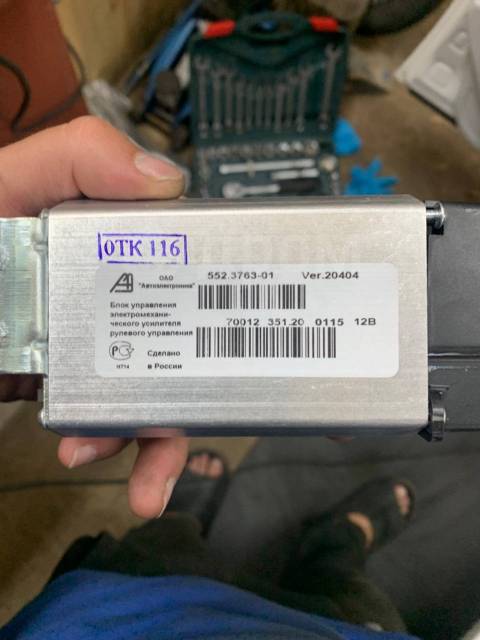 ОТК 116
ОАО
"Автоэлектроника"
552.3763-01 Ver.20404
Блок управления
электромехани-
ческого усилителя
рулевого управления
70012 351.20 0115 12В
Сделано
в России
НТ14